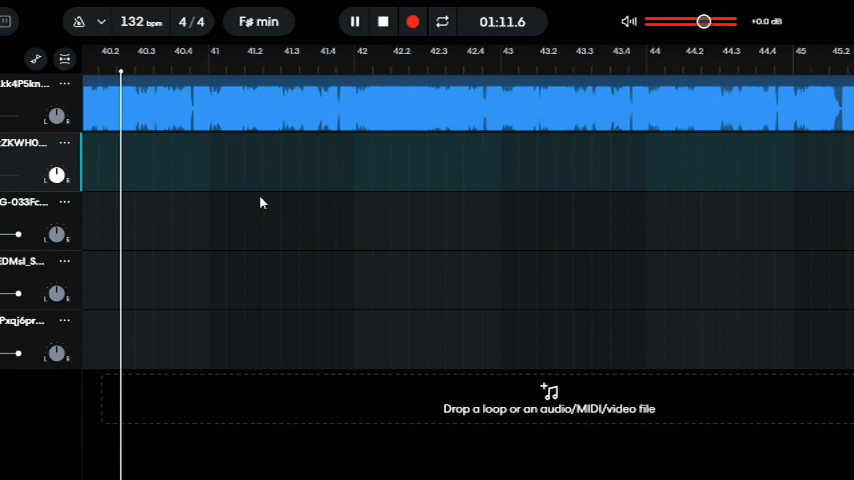 132 bpm 4/4 F# min 01:11.6 +0.0 dB
40.2 40.3 40.4 41 41.2 41.3 41.4 42 42.2 42.3 42.4 43 43.2 43.3 43.4 44 44.2 44.3 44.4 45 45.2
.kk4P5kn... ...
L R
:ZKWH0... ...
L R
G-033Fc... ...
L R
EDMsl_S... ...
L R
Pxqj6pr... ...
L R
Drop a loop or an audio/MIDI/video file